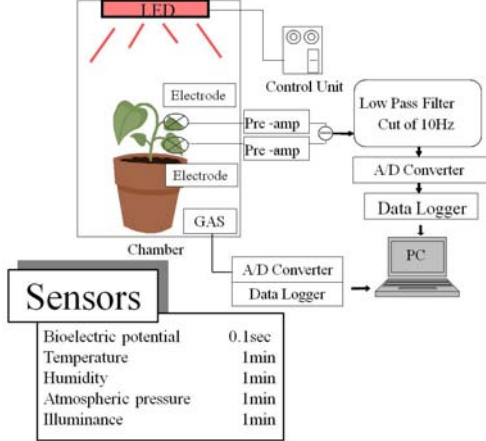 LED
Control Unit
Electrode
Pre -amp
Pre -amp
Low Pass Filter
Cut of 10Hz
A/D Converter
Data Logger
PC
Electrode
GAS
Chamber
A/D Converter
Data Logger
Sensors
Bioelectric potential 0.1sec
Temperature 1min
Humidity 1min
Atmospheric pressure 1min
Illuminance 1min